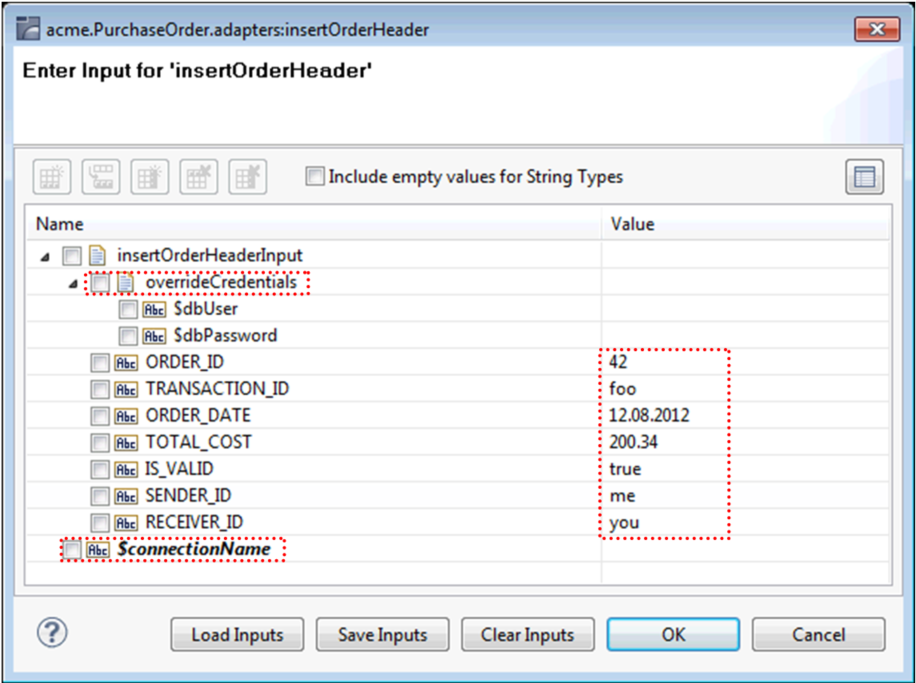 acme.PurchaseOrder.adapters:insertOrderHeader
Enter Input for 'insertOrderHeader'
Include empty values for String Types
Name Value
insertOrderHeaderInput
overrideCredentials
Abc $dbUser
Abc $dbPassword
Abc ORDER_ID 42
Abc TRANSACTION_ID foo
Abc ORDER_DATE 12.08.2012
Abc TOTAL_COST 200.34
Abc IS_VALID true
Abc SENDER_ID me
Abc RECEIVER_ID you
Abc $connectionName
? Load Inputs Save Inputs Clear Inputs OK Cancel